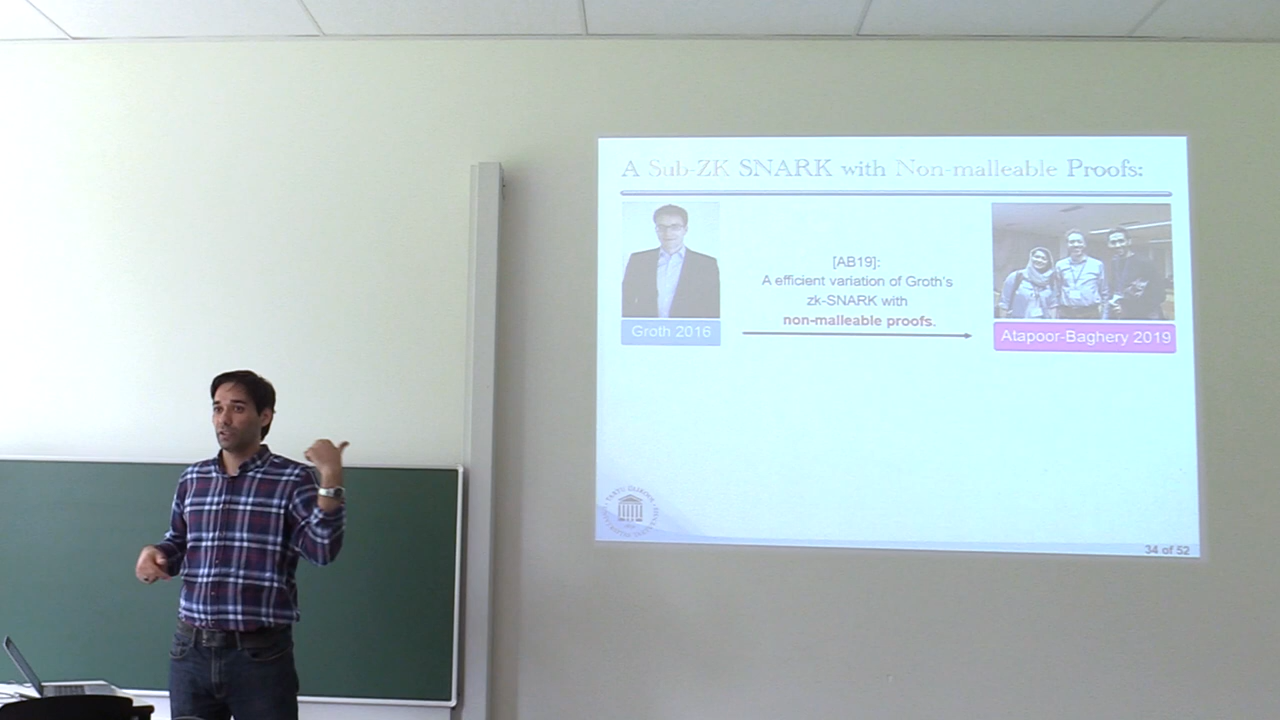 A Sub-ZK SNARK with Non-malleable Proofs:
[AB19]:
A efficient variation of Groth's
zk-SNARK with
non-malleable proofs.
Groth 2016
Atapoor-Baghery 2019
34 of 52